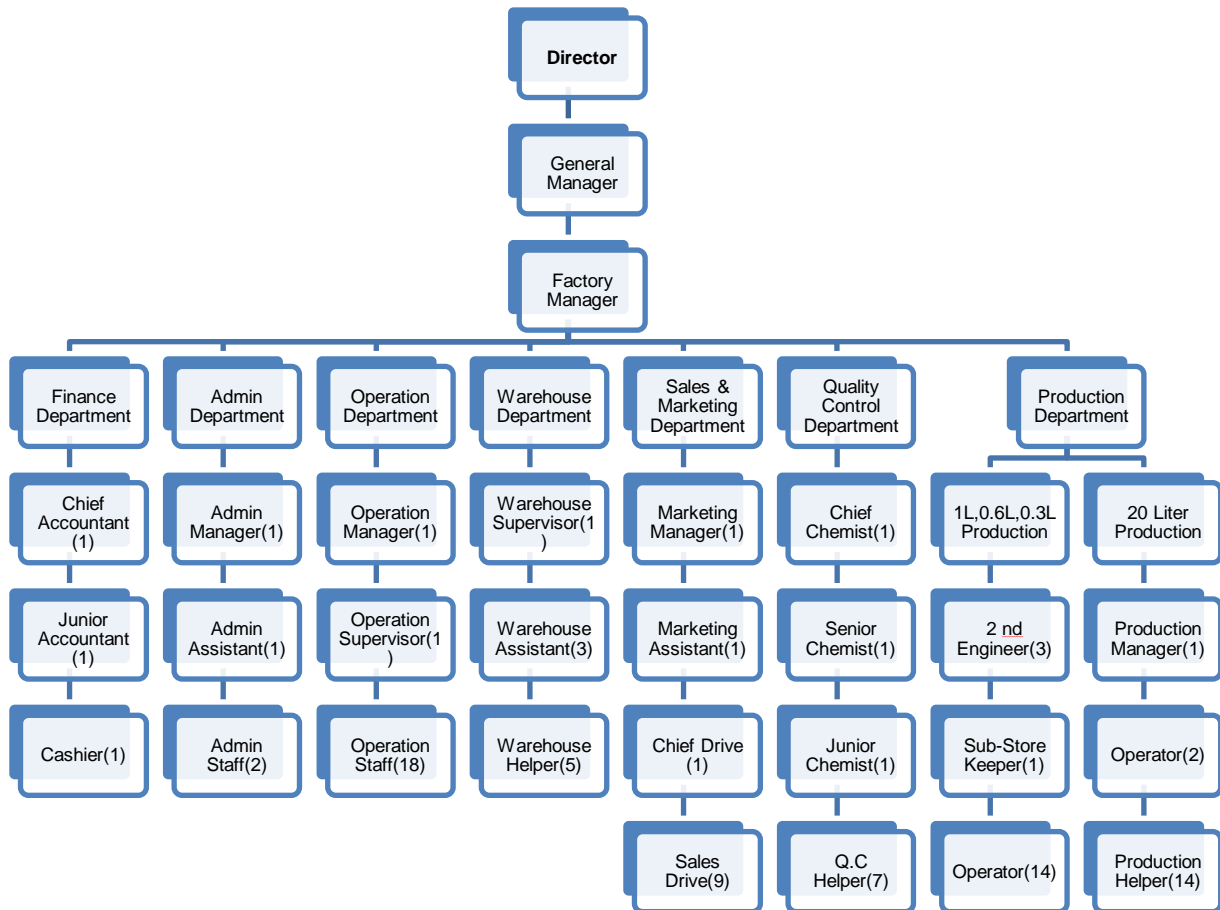 Director
General
Manager
Factory
Manager
Finance
Department
Admin
Department
Operation
Department
Warehouse
Department
Sales &
Marketing
Department
Quality
Control
Department
Production
Department
Chief
Accountant
(1)
Admin
Manager(1)
Operation
Manager(1)
Warehouse
Supervisor(1
)
Marketing
Manager(1)
Chief
Chemist(1)
1L,0.6L,0.3L
Production
20 Liter
Production
Junior
Accountant
(1)
Admin
Assistant(1)
Operation
Supervisor(1
)
Warehouse
Assistant(3)
Marketing
Assistant(1)
Senior
Chemist(1)
2 nd
Engineer(3)
Production
Manager(1)
Cashier(1)
Admin
Staff(2)
Operation
Staff(18)
Warehouse
Helper(5)
Chief Drive
(1)
Junior
Chemist(1)
Sub-Store
Keeper(1)
Operator(2)
Sales
Drive(9)
Q.C
Helper(7)
Operator(14)
Production
Helper(14)